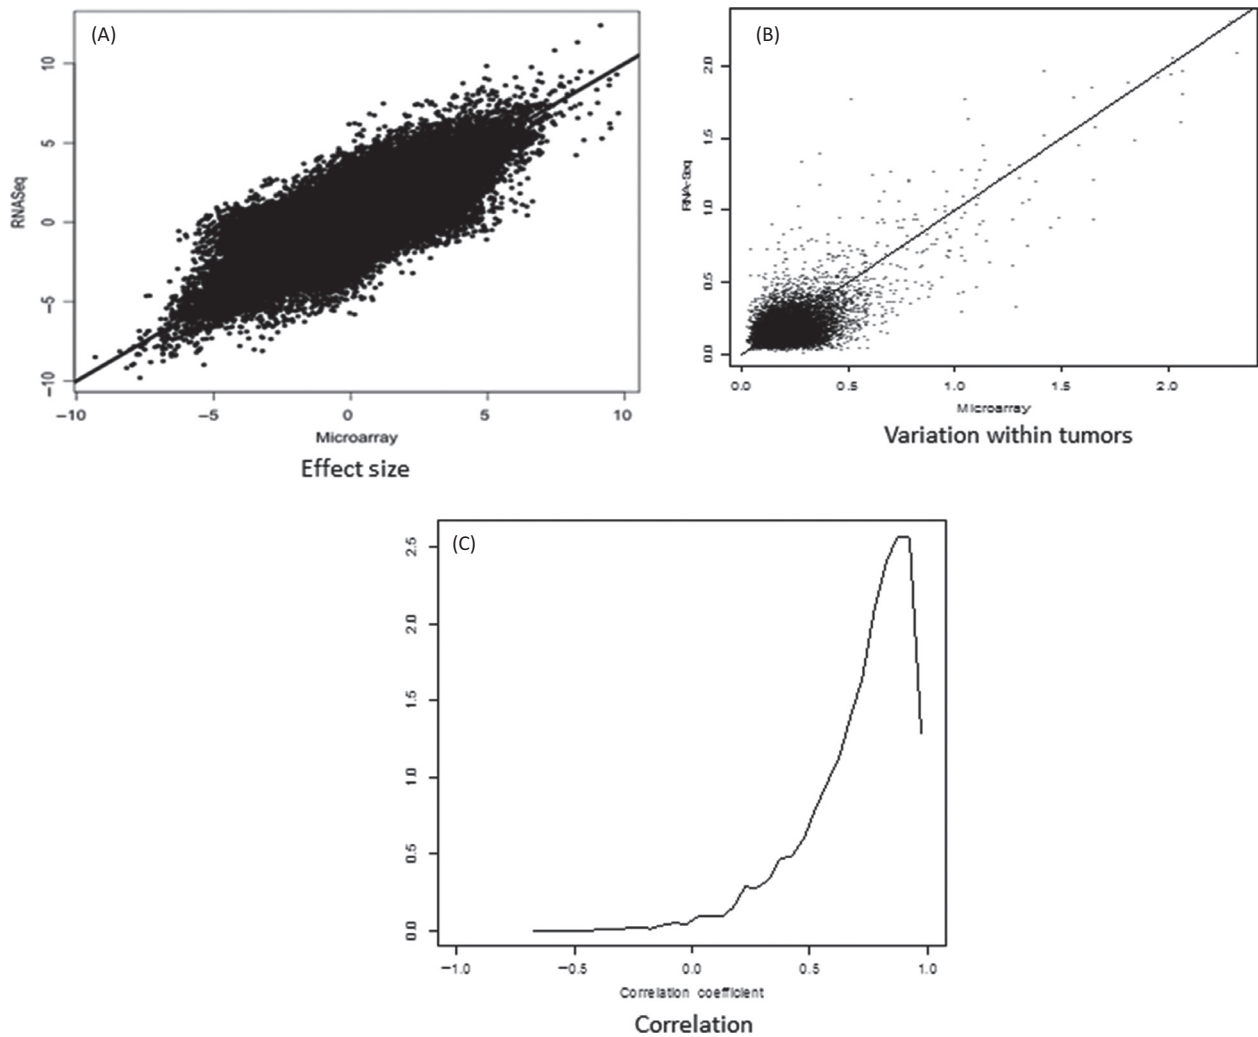 (A)
10
5
0
−5
−10
RNASeq
−10 −5 0 5 10
Microarray
Effect size
(B)
2.0
1.5
1.0
0.5
0.0
RNA-Seq
0.0 0.5 1.0 1.5 2.0
Microarray
Variation within tumors
(C)
2.5
2.0
1.5
1.0
0.5
0.0
−1.0 −0.5 0.0 0.5 1.0
Correlation coefficient
Correlation